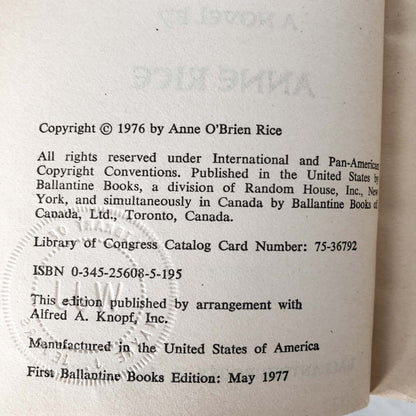 A NOVEL BY
ANNE RICE
Copyright © 1976 by Anne O'Brien Rice
All rights reserved under International and Pan-American
Copyright Conventions. Published in the United States by
Ballantine Books, a division of Random House, Inc., New
York, and simultaneously in Canada by Ballantine Books of
Canada, Ltd., Toronto, Canada.
Library of Congress Catalog Card Number: 75-36792
ISBN 0-345-25608-5-195
This edition published by arrangement with
Alfred A. Knopf, Inc.
Manufactured in the United States of America
First Ballantine Books Edition: May 1977